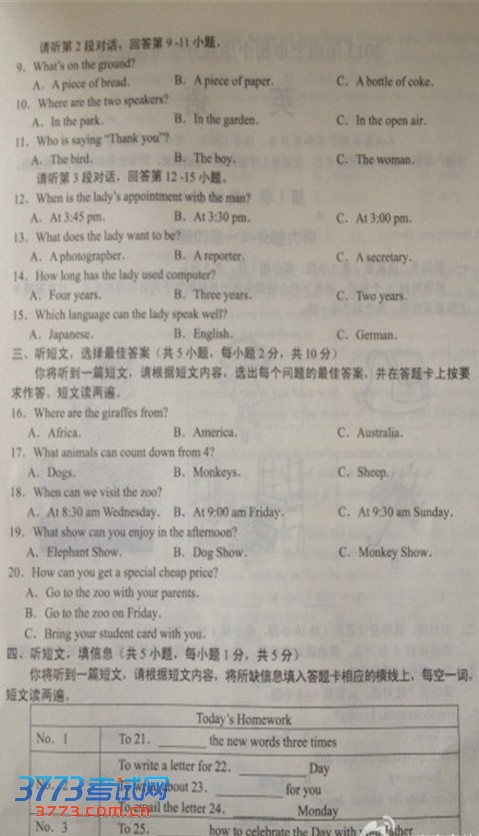 请听第2段对话，回答第9-11小题。
9. What's on the ground?
A. A piece of bread. B. A piece of paper. C. A bottle of coke.
10. Where are the two speakers?
A. In the park. B. In the garden. C. In the open air.
11. Who is saying "Thank you"?
A. The bird. B. The boy. C. The woman.
请听第3段对话，回答第12-15小题。
12. When is the lady's appointment with the man?
A. At 3:45 pm. B. At 3:30 pm. C. At 3:00 pm.
13. What does the lady want to be?
A. A photographer. B. A reporter. C. A secretary.
14. How long has the lady used computer?
A. Four years. B. Three years. C. Two years.
15. Which language can the lady speak well?
A. Japanese. B. English. C. German.
三、听短文，选择最佳答案（共5小题，每小题2分，共10分）
你将听到一篇短文，请根据短文内容，选出每个问题的最佳答案，并在答题卡上按要
求作答。短文读两遍。
16. Where are the giraffes from?
A. Africa. B. America. C. Australia.
17. What animals can count down from 4?
A. Dogs. B. Monkeys. C. Sheep.
18. When can we visit the zoo?
A. At 8:30 am Wednesday. B. At 9:00 am Friday. C. At 9:30 am Sunday.
19. What show can you enjoy in the afternoon?
A. Elephant Show. B. Dog Show. C. Monkey Show.
20. How can you get a special cheap price?
A. Go to the zoo with your parents.
B. Go to the zoo on Friday.
C. Bring your student card with you.
四、听短文，填信息（共5小题，每小题1分，共5分）
你将听到一篇短文，请根据短文内容，将所缺信息填入答题卡相应的横线上，每空一词。
短文读两遍。
Today's Homework
No. 1 To 21. ________ the new words three times
To write a letter for 22. ________ Day
No. about 23. ________ for you
To email the letter 24. ________ Monday
No. 3 To 25. ________ how to celebrate the Day with
3773考试网
3773.com.cn